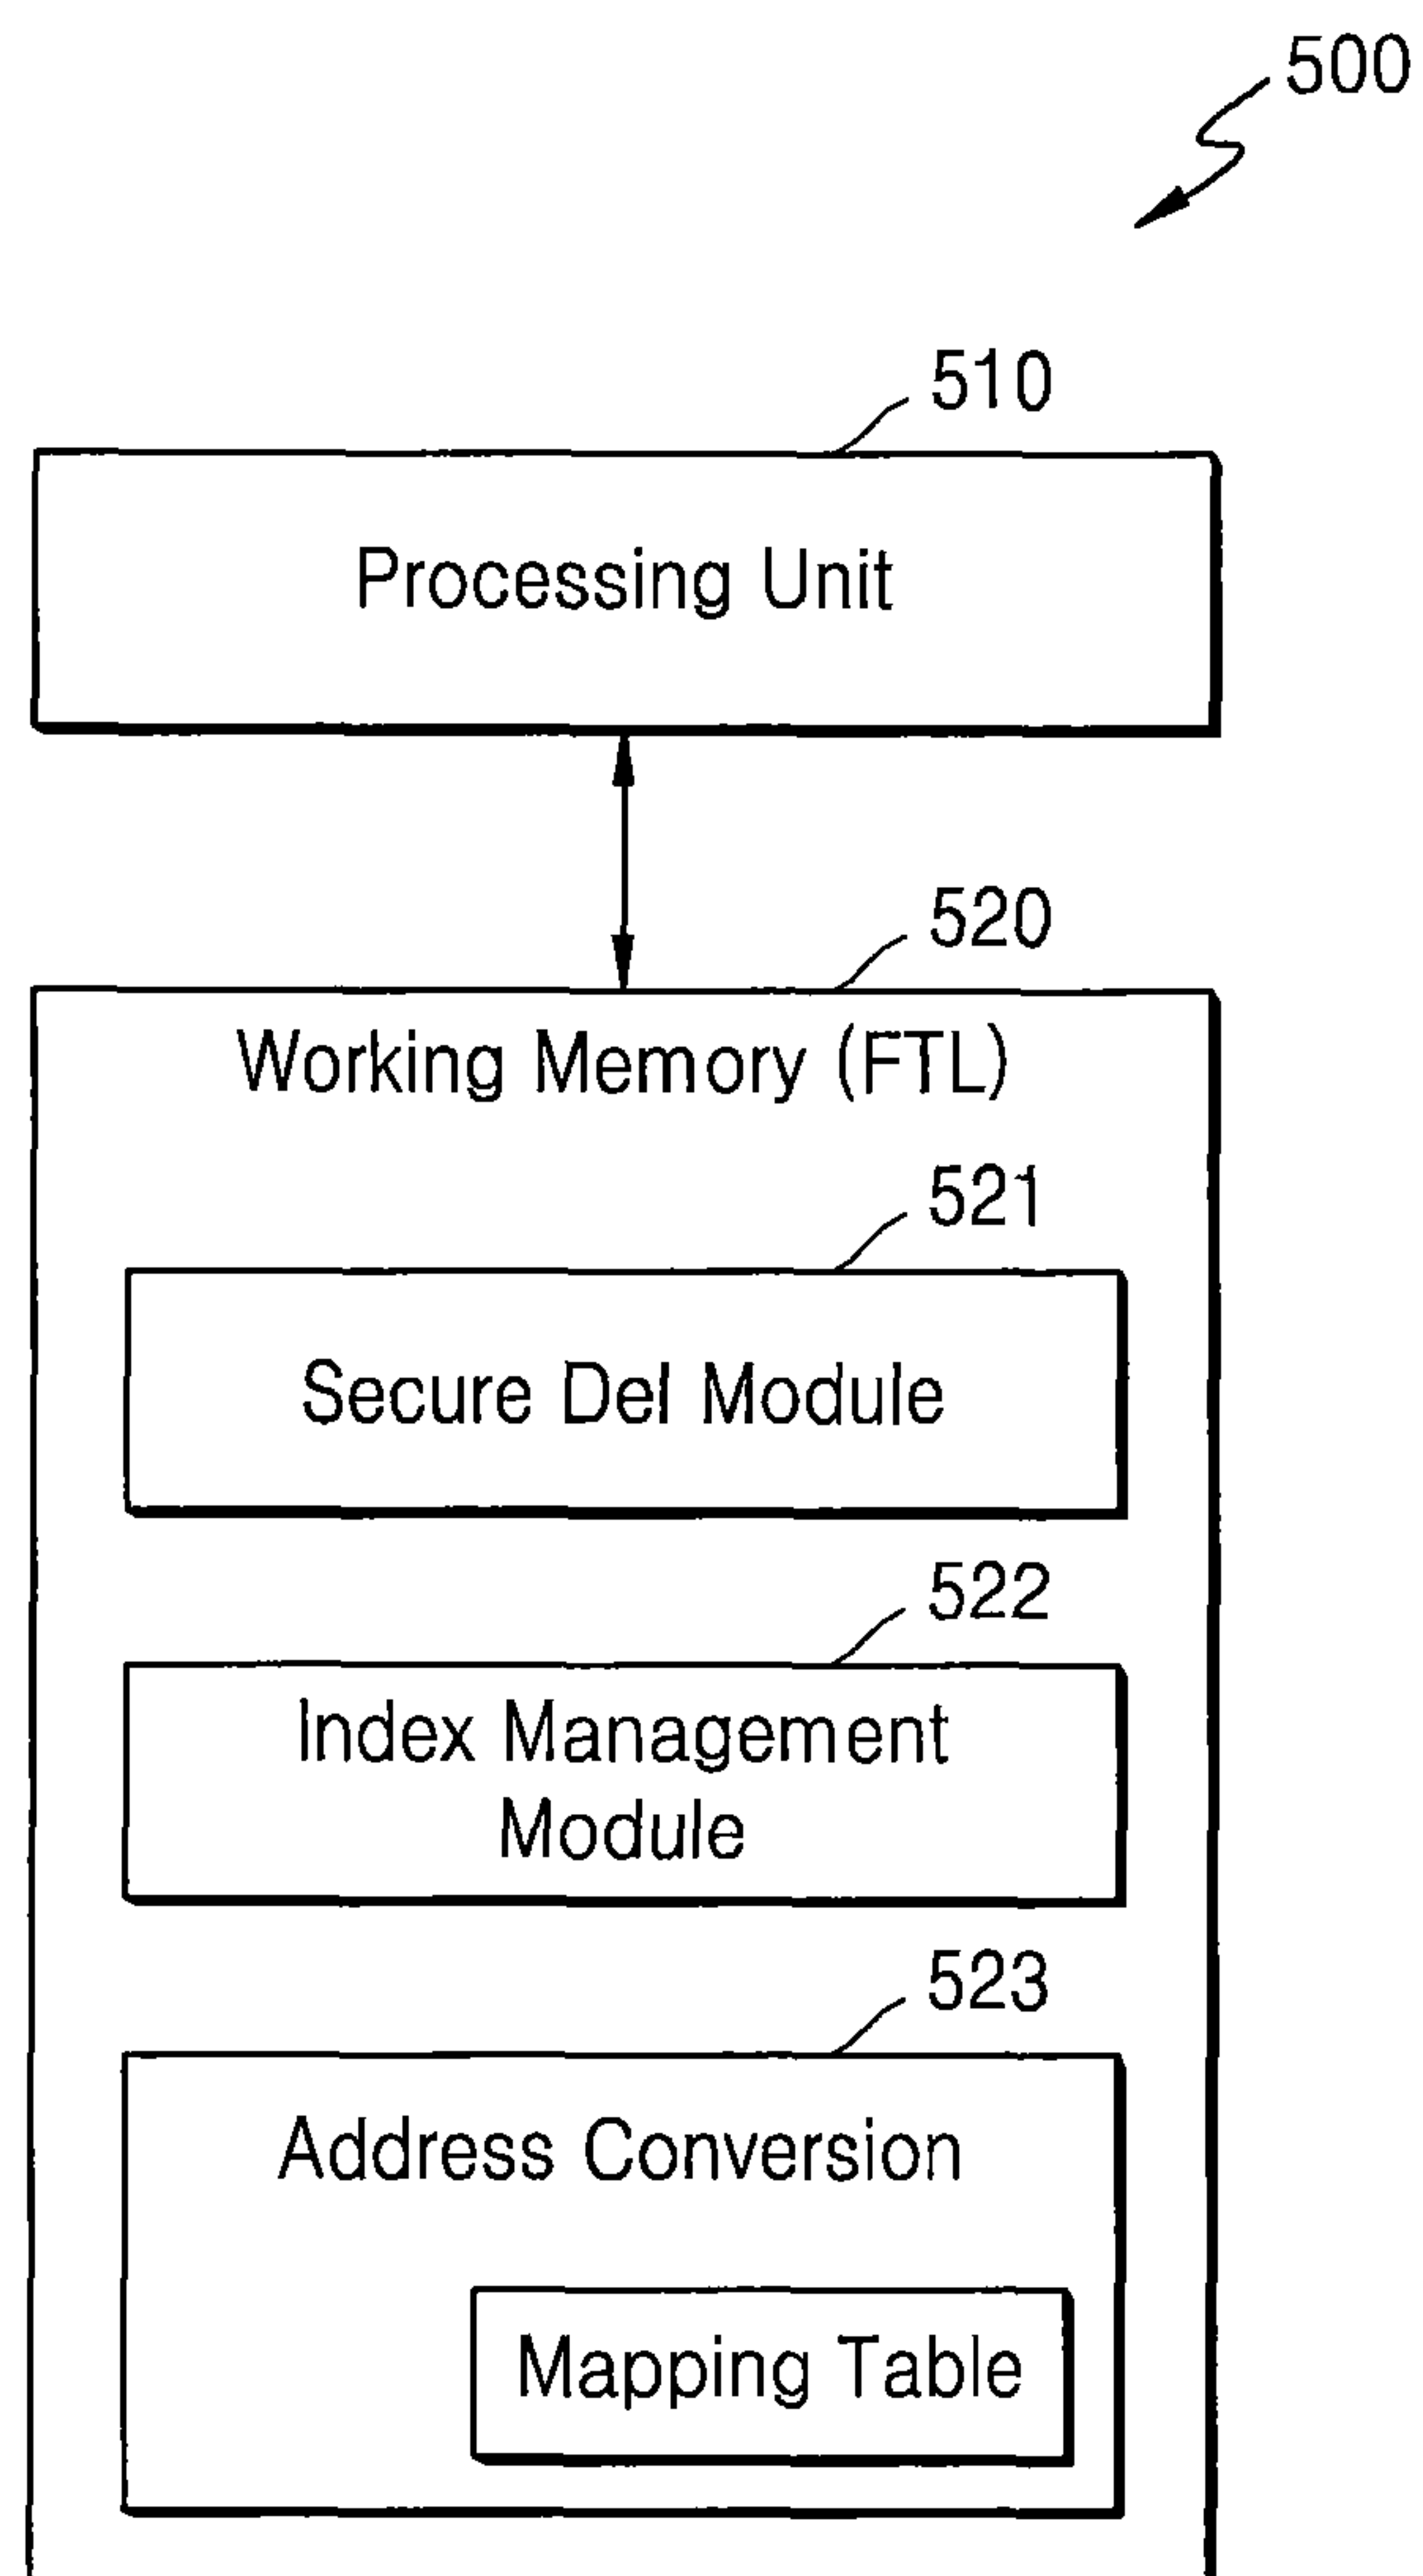 500
510
Processing Unit
520
Working Memory (FTL)
521
Secure Del Module
522
Index Management
Module
523
Address Conversion
Mapping Table